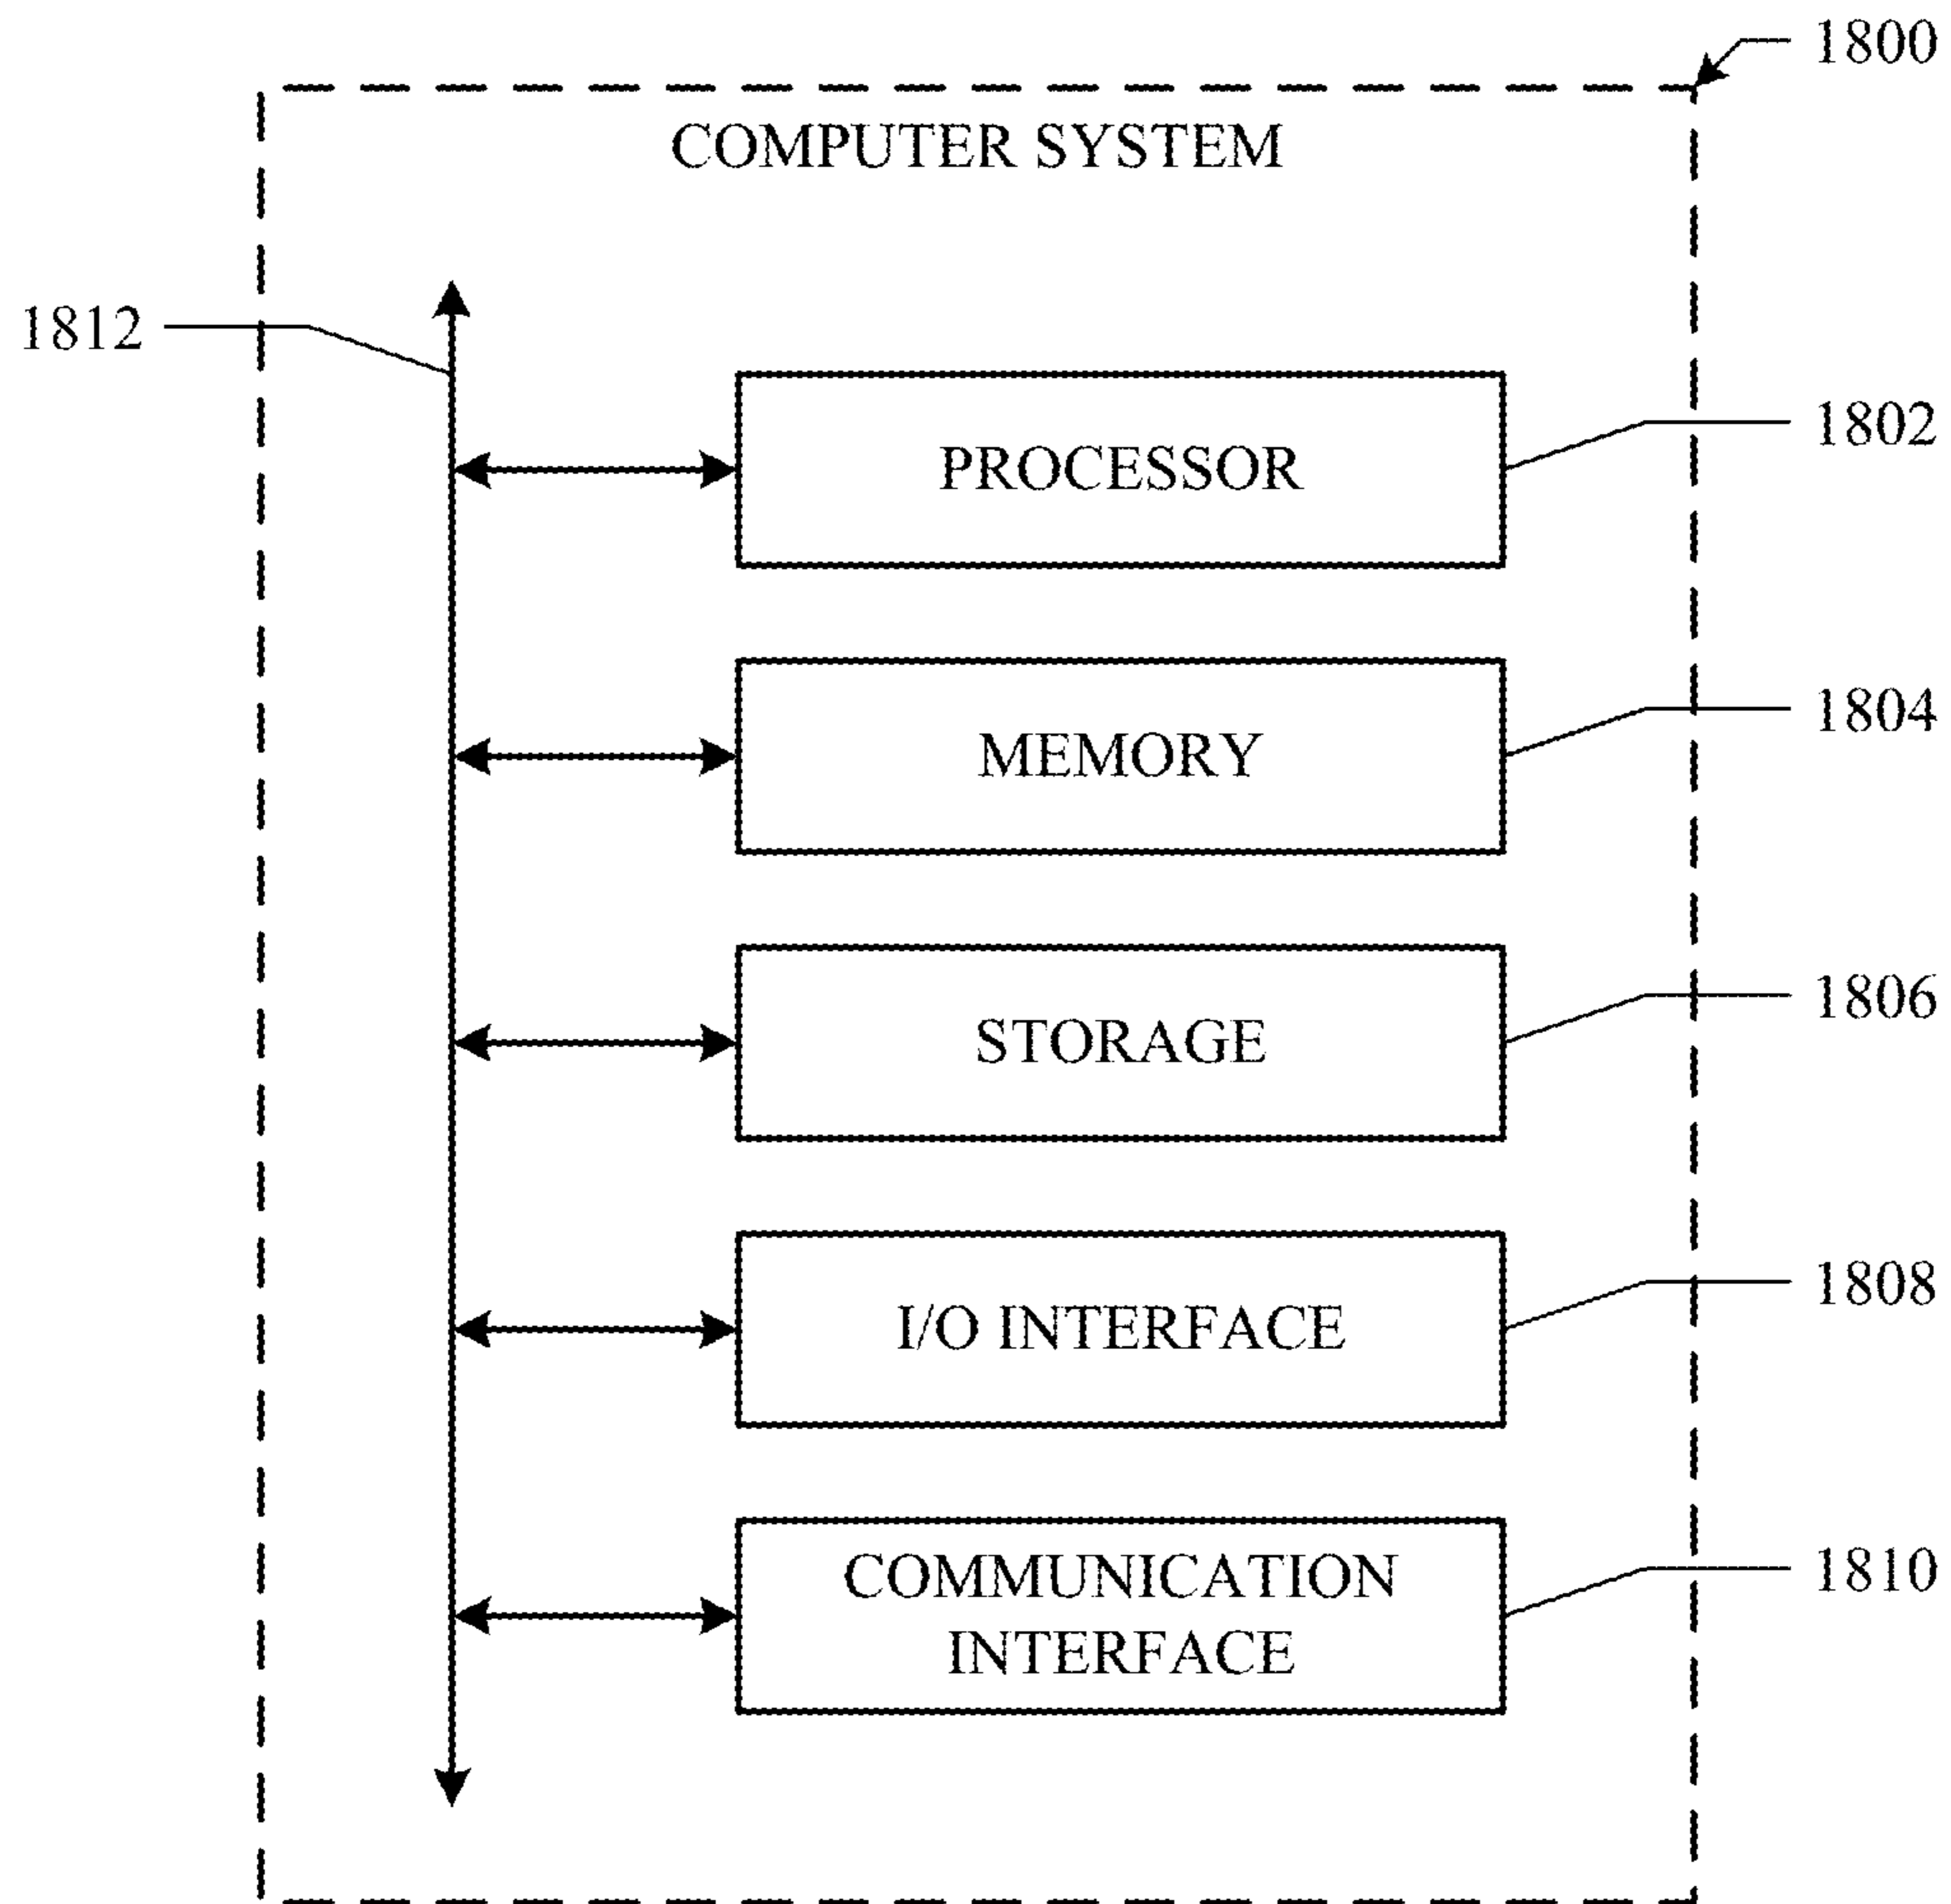 1800
COMPUTER SYSTEM
1812
PROCESSOR
1802
MEMORY
1804
STORAGE
1806
I/O INTERFACE
1808
COMMUNICATION
INTERFACE
1810